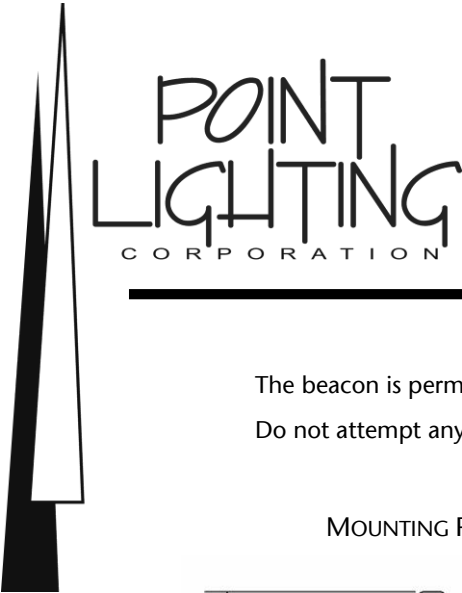 POINT
LIGHTING
CORPORATION
The beacon is perm
Do not attempt any
MOUNTING